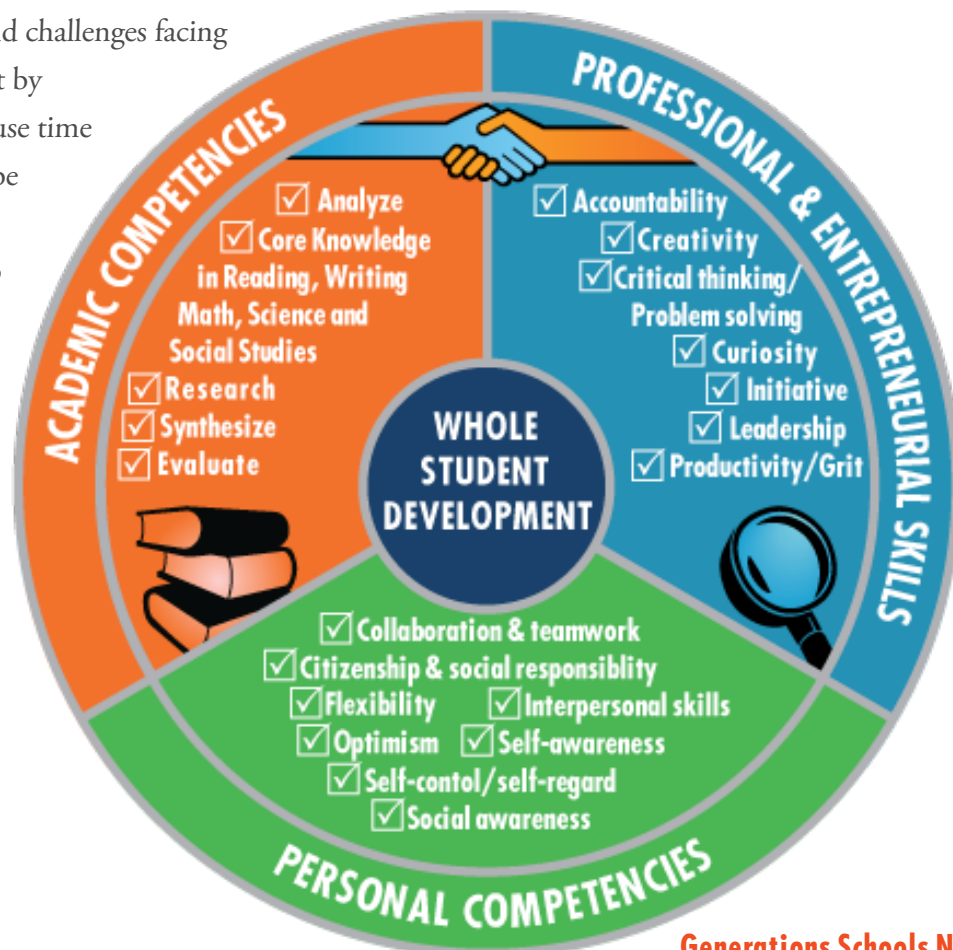 d challenges facing
t by
use time
be
ACADEMIC COMPETENCIES
☑ Analyze
☑ Core Knowledge
in Reading, Writing
Math, Science and
Social Studies
☑ Research
☑ Synthesize
☑ Evaluate
PROFESSIONAL & ENTREPRENEURIAL SKILLS
☑ Accountability
☑ Creativity
☑ Critical thinking/
Problem solving
☑ Curiosity
☑ Initiative
☑ Leadership
☑ Productivity/Grit
WHOLE
STUDENT
DEVELOPMENT
☑ Collaboration & teamwork
☑ Citizenship & social responsiblity
☑ Flexibility ☑ Interpersonal skills
☑ Optimism ☑ Self-awareness
☑ Self-contol/self-regard
☑ Social awareness
PERSONAL COMPETENCIES
Generations Schools N